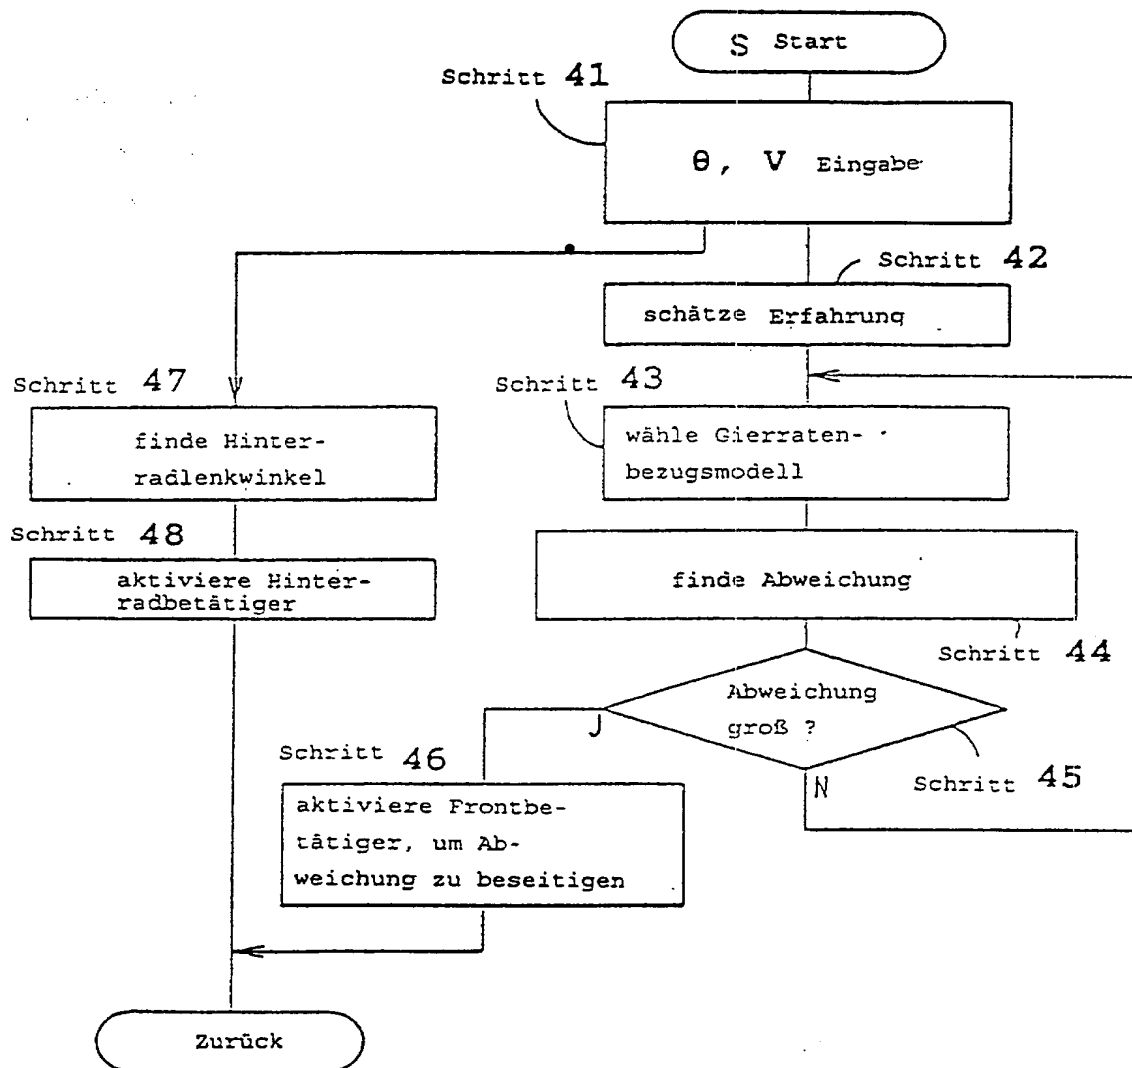 S Start
Schritt 41
θ, V Eingabe
Schritt 42
schätze Erfahrung
Schritt 47
Schritt 43
finde Hinter-
radlenkwinkel
wähle Gierraten-
bezugsmodell
Schritt 48
aktiviere Hinter-
radbetätiger
finde Abweichung
Schritt 44
Abweichung
groß ?
J
Schritt 46
N
Schritt 45
aktiviere Frontbe-
tätiger, um Ab-
weichung zu beseitigen
Zurück